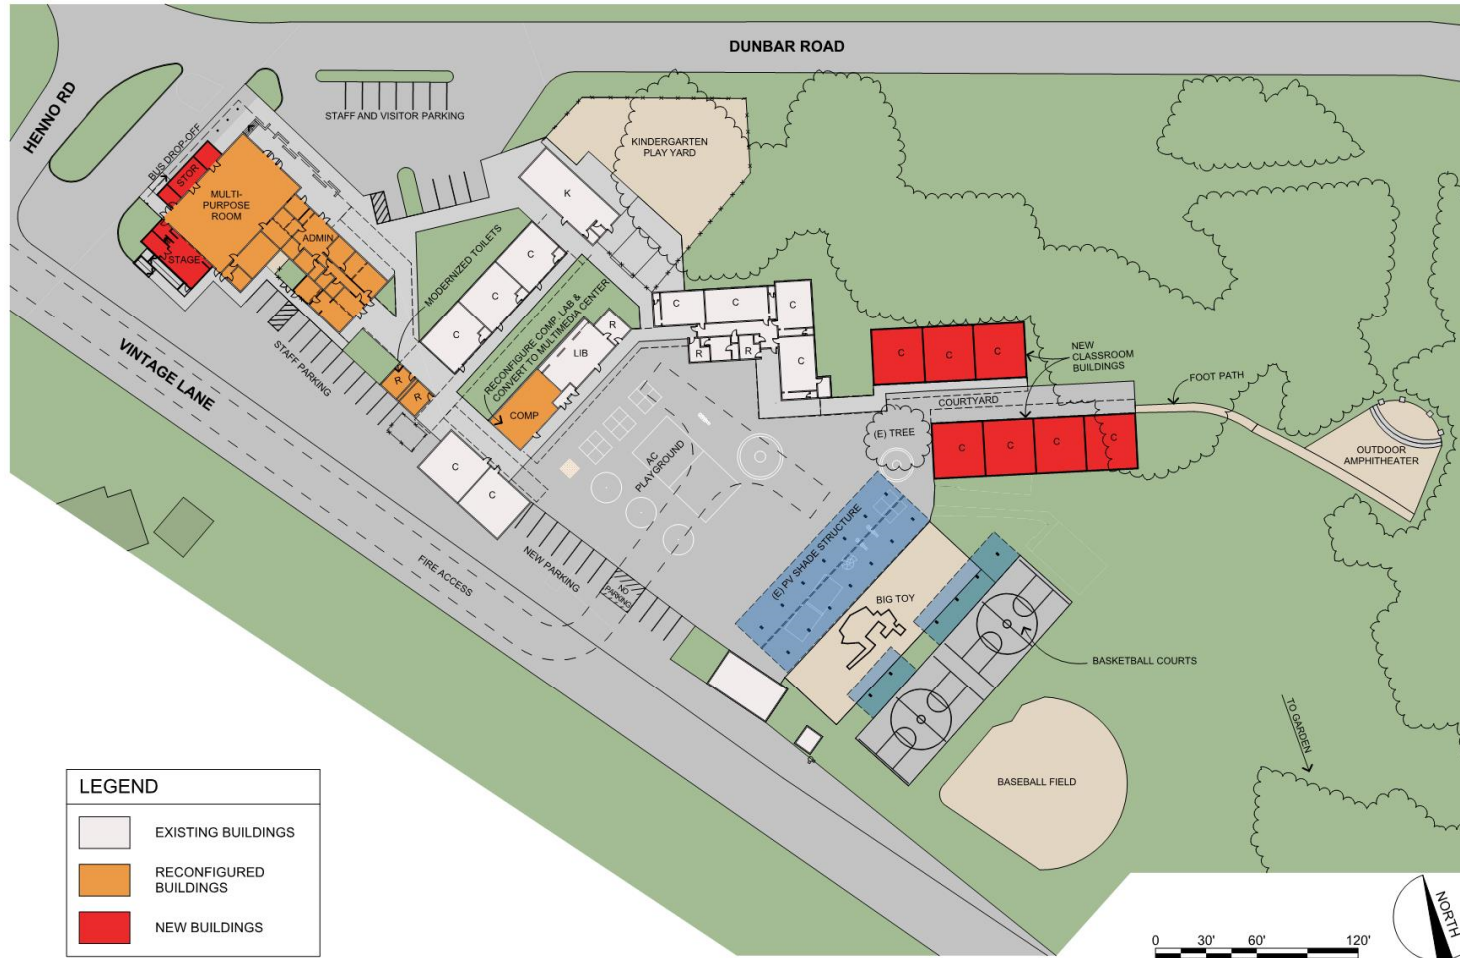 DUNBAR ROAD
HENNO RD
STAFF AND VISITOR PARKING
BUS DROP-OFF
KINDERGARTEN
PLAY YARD
STOR
MULTI-
PURPOSE
ROOM
K
ADMIN
STAGE
MODERNIZED TOILETS
C
C
C
RECONFIGURE COMP. LAB &
CONVERT TO MULTIMEDIA CENTER
R
LIB
COMP
C
C
C
R
R
C
C
C
C
NEW
CLASSROOM
BUILDINGS
FOOT PATH
COURTYARD
(E) TREE
C
C
C
C
OUTDOOR
AMPHITHEATER
VINTAGE LANE
STAFF PARKING
R
R
C
C
AC
PLAYGROUND
NEW PARKING
NO
PARKING
FIRE ACCESS
(E) PV SHADE STRUCTURE
BIG TOY
BASKETBALL COURTS
TO GARDEN
BASEBALL FIELD
LEGEND
EXISTING BUILDINGS
RECONFIGURED
BUILDINGS
NEW BUILDINGS
0 30' 60' 120'
NORTH